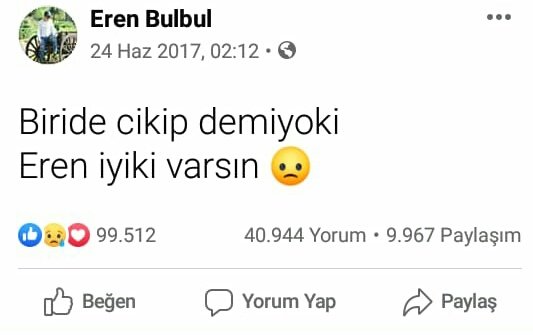 Eren Bulbul
24 Haz 2017, 02:12 •
Biride cikip demiyoki
Eren iyiki varsın 😞
99.512 40.944 Yorum • 9.967 Paylaşım
Beğen Yorum Yap Paylaş